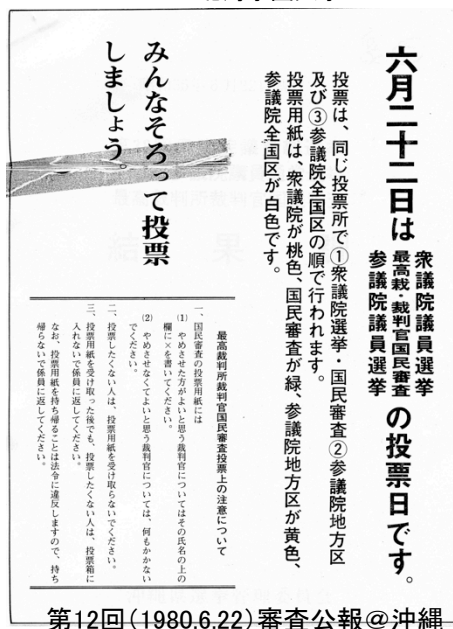 六月二十二日は
衆議院議員選挙
最高裁・裁判官国民審査
参議院議員選挙
の投票日です。
投票は、同じ投票所で①衆議院選挙・国民審査②参議院地方区
及び③参議院全国区の順で行われます。
投票用紙は、衆議院が桃色、国民審査が緑、参議院地方区が黄色、
参議院全国区が白色です。
みんなそろって投票
しましょう。
最高裁判所裁判官国民審査投票上の注意について
一、国民審査の投票用紙には
(1) やめさせた方がよいと思う裁判官についてはその氏名の上の
欄に×を書いてください。
(2) やめさせなくてよいと思う裁判官については、何もかかない
でください。
二、投票したくない人は、投票用紙を受け取らないでください。
三、投票用紙を受け取った後でも、投票したくない人は、投票箱に
入れないで係員に返してください。
なお、投票用紙を持ち帰ることは法令に違反しますので、持ち
帰らないで係員に返してください。
第12回(1980.6.22)審査公報@沖縄